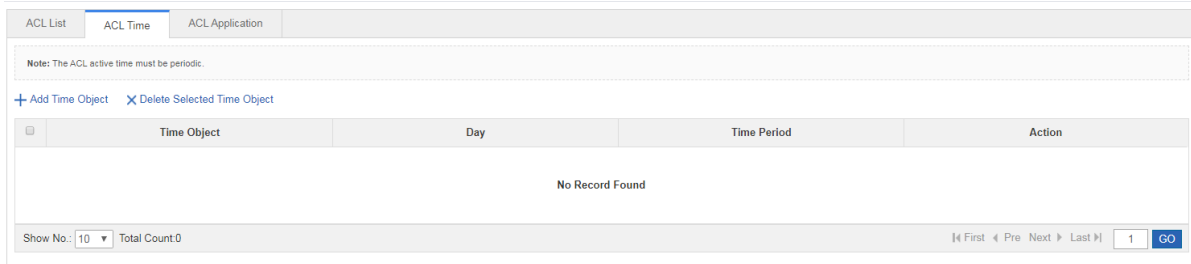 ACL List ACL Time ACL Application
Note: The ACL active time must be periodic.
Add Time Object Delete Selected Time Object
Time Object Day Time Period Action
No Record Found
Show No.: 10 Total Count:0 First Pre Next Last 1 GO